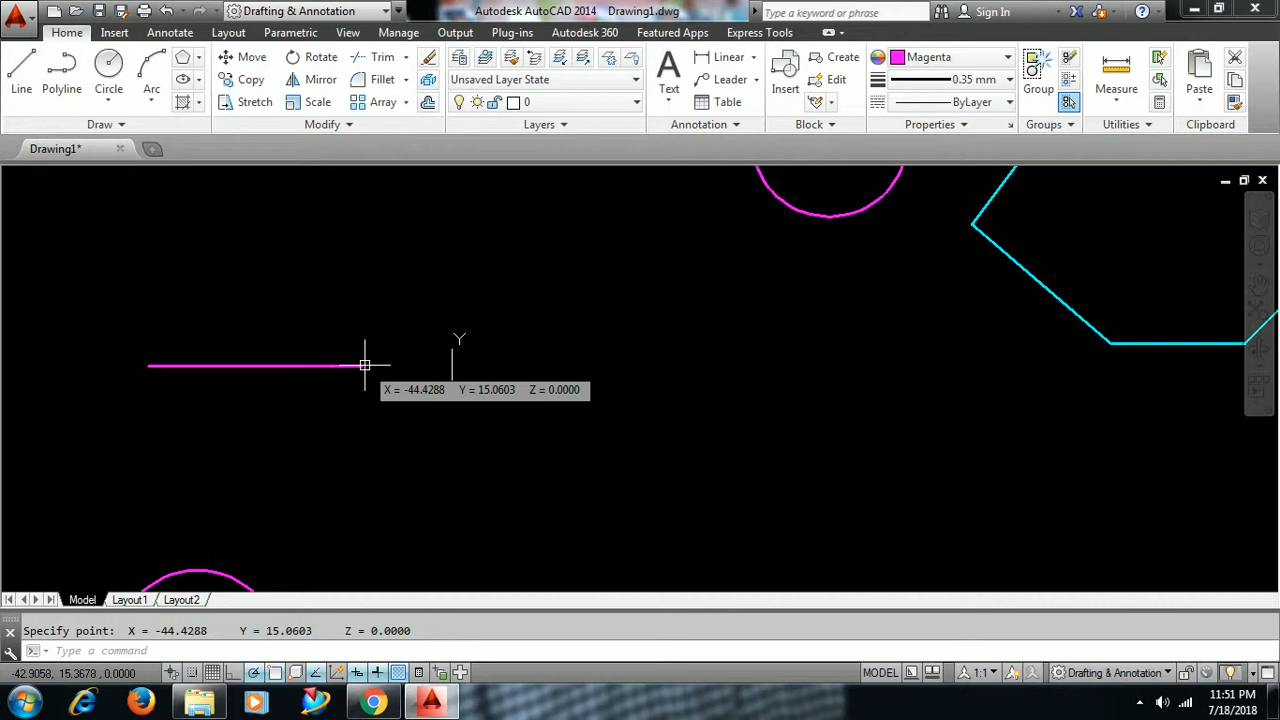 Drafting & Annotation
Autodesk AutoCAD 2014 Drawing1.dwg
Type a keyword or phrase
Sign In
Home Insert Annotate Layout Parametric View Manage Output Plug-ins Autodesk 360 Featured Apps Express Tools
Line
Polyline
Circle
Arc
Move Rotate Trim
Copy Mirror Fillet
Stretch Scale Array
Unsaved Layer State
0
Text
Linear
Leader
Table
Insert
Create
Edit
Magenta
0.35 mm
ByLayer
Group
Measure
Paste
Draw Modify Layers Annotation Block Properties Groups Utilities Clipboard
Drawing1*
Y
X = -44.4288 Y = 15.0603 Z = 0.0000
Model Layout1 Layout2
Specify point: X = -44.4288 Y = 15.0603 Z = 0.0000
Type a command
-42.9058, 15.3678, 0.0000
MODEL
1:1
Drafting & Annotation
11:51 PM
7/18/2018